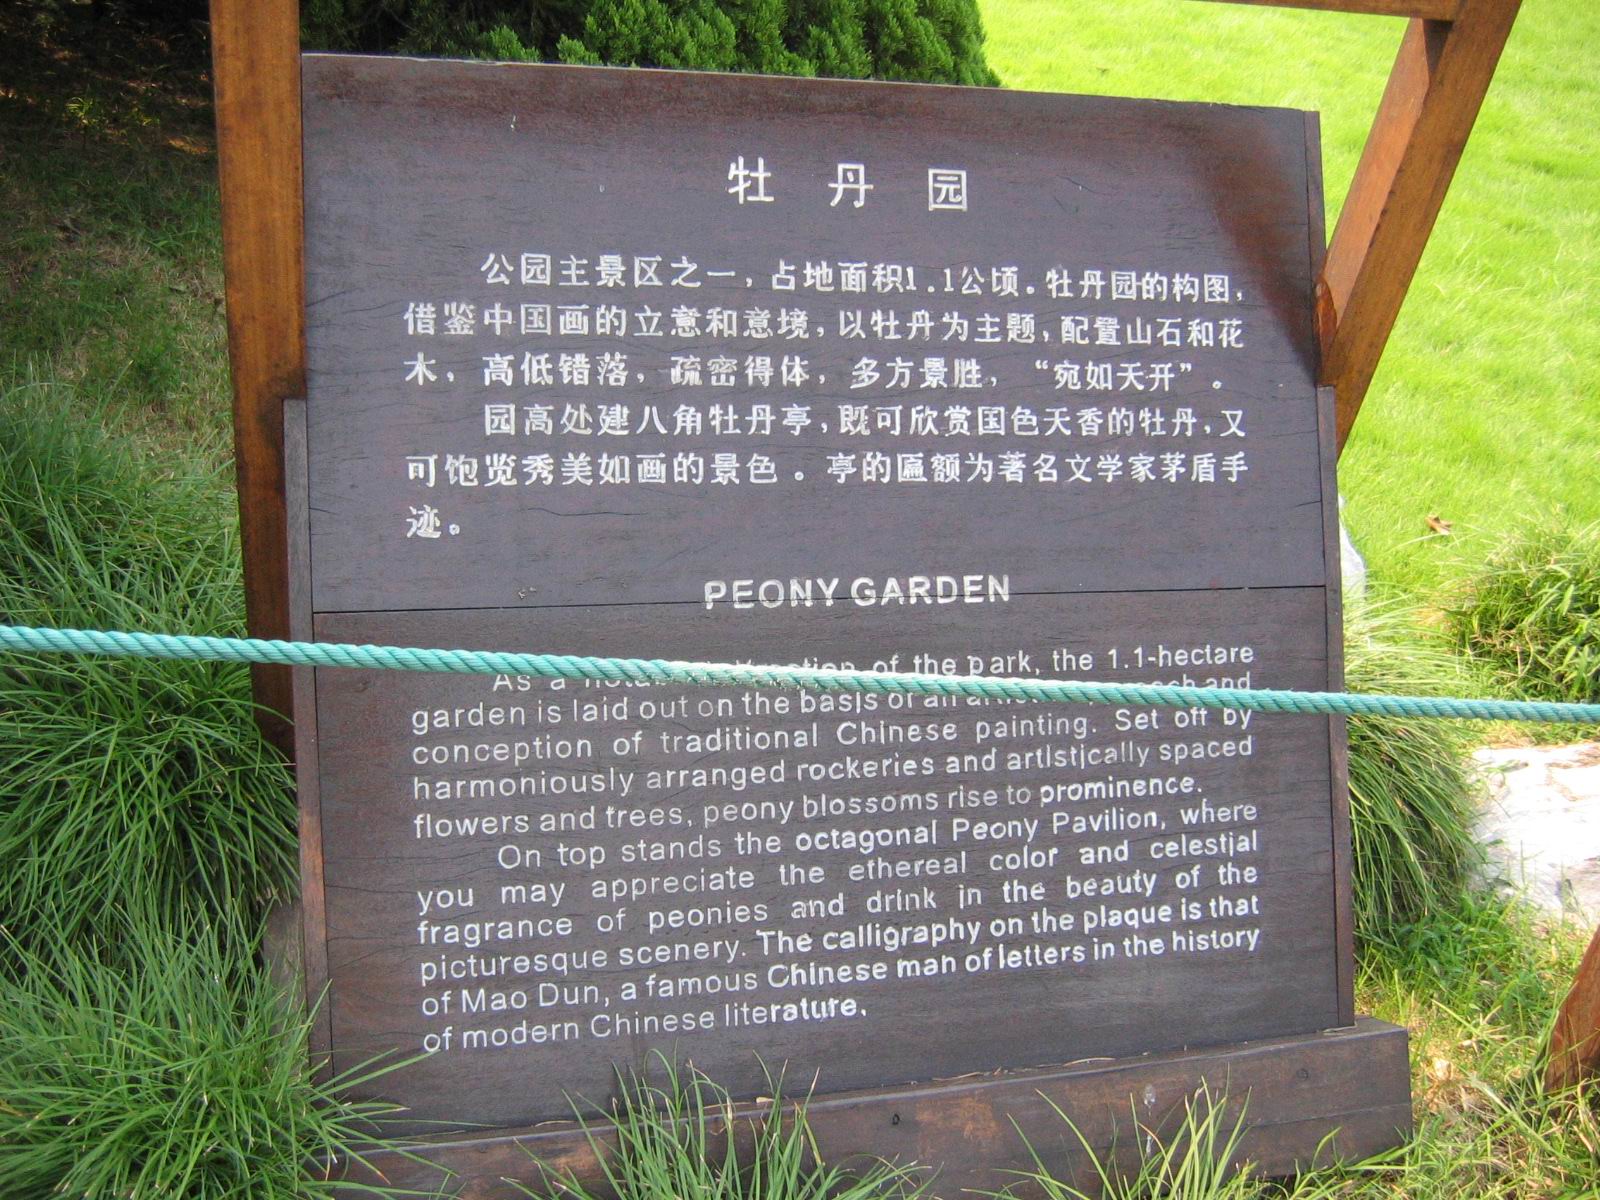 牡丹园
公园主景区之一，占地面积1.1公顷。牡丹园的构图，
借鉴中国画的立意和意境，以牡丹为主题，配置山石和花
木，高低错落，疏密得体，多方景胜，“宛如天开”。
园高处建八角牡丹亭，既可欣赏国色天香的牡丹，又
可饱览秀美如画的景色。亭的匾额为著名文学家茅盾手
迹。
PEONY GARDEN
As a of the park, the 1.1-hectare
garden is laid out on the basis of an and
conception of traditional Chinese painting. Set off by
harmoniously arranged rockeries and artistically spaced
flowers and trees, peony blossoms rise to prominence.
On top stands the octagonal Peony Pavilion, where
you may appreciate the ethereal color and celestial
fragrance of peonies and drink in the beauty of the
picturesque scenery. The calligraphy on the plaque is that
of Mao Dun, a famous Chinese man of letters in the history
of modern Chinese literature.